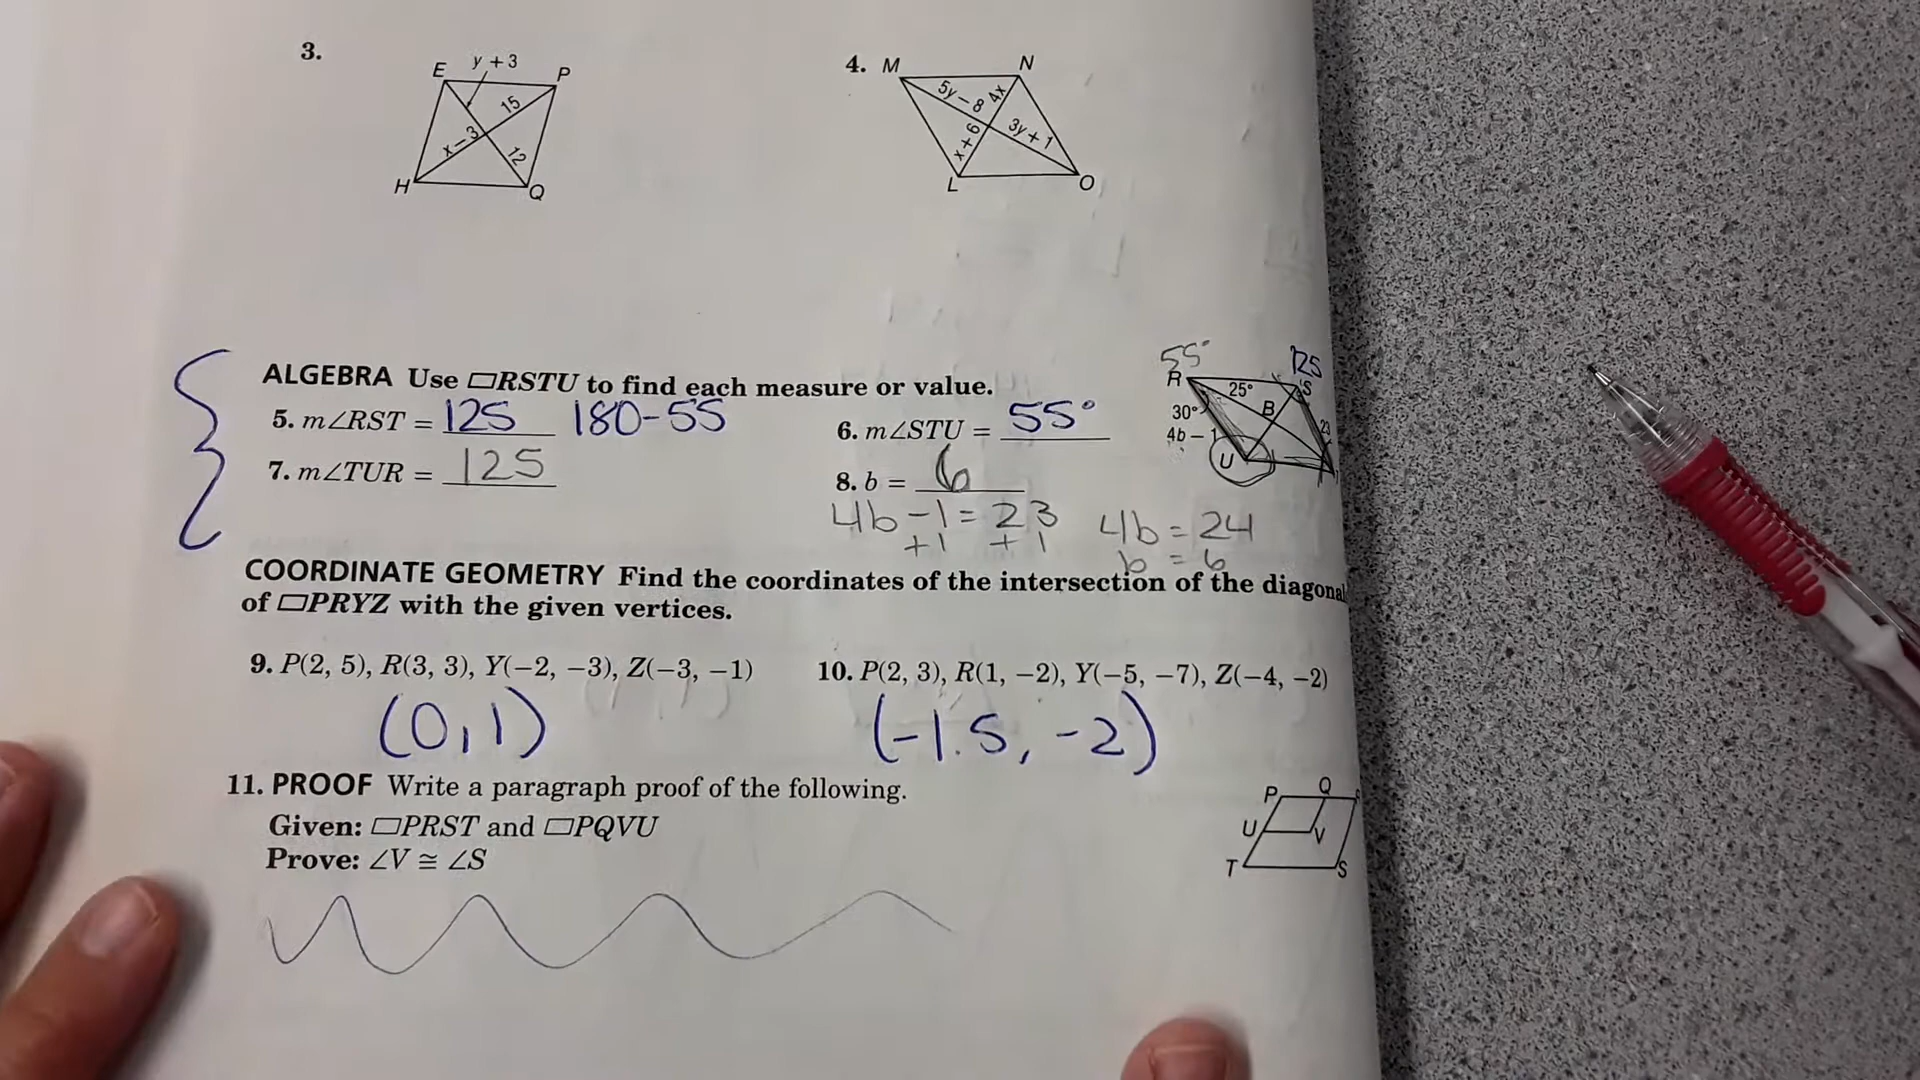 3.
E y + 3 P
15
x − 3
12
H Q
4. M N
5y − 8 4x
x + 6 3y + 1
L O
ALGEBRA Use ▱RSTU to find each measure or value.
5. m∠RST = 125 180-55
6. m∠STU = 55°
7. m∠TUR = 125
8. b = 6
4b - 1 = 23
+1 +1
4b = 24
b = 6
55° 125
R S
25°
30° B
23
4b − 1
U
COORDINATE GEOMETRY Find the coordinates of the intersection of the diagonal
of ▱PRYZ with the given vertices.
9. P(2, 5), R(3, 3), Y(−2, −3), Z(−3, −1)
(0,1)
10. P(2, 3), R(1, −2), Y(−5, −7), Z(−4, −2)
(-1.5, -2)
11. PROOF Write a paragraph proof of the following.
Given: ▱PRST and ▱PQVU
Prove: ∠V ≅ ∠S
P Q
U V
T S